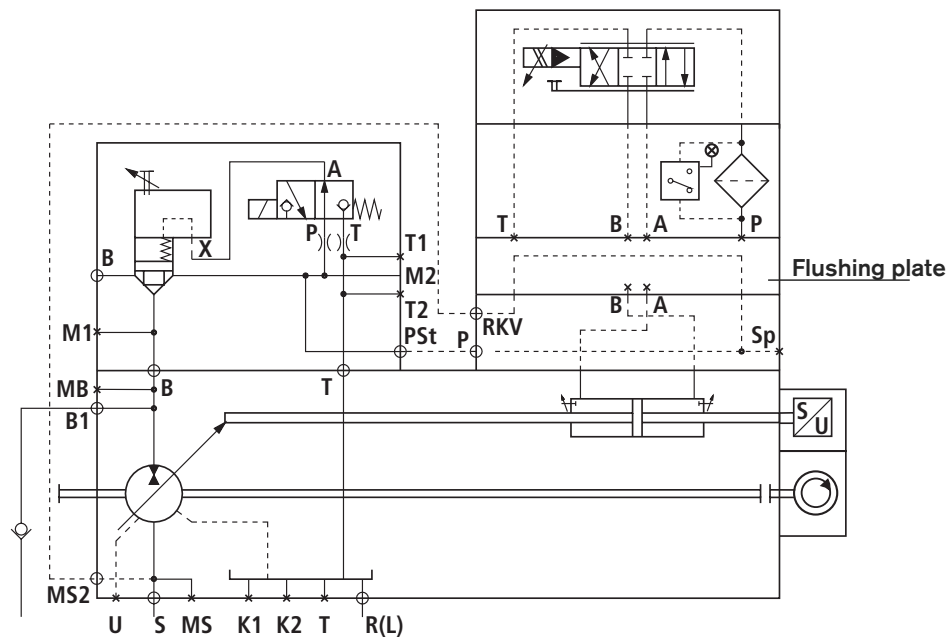 A
X
P
T
B
T1
M2
T2
M1
PSt
MB
B
T
B1
T
B
A
P
Flushing plate
B
A
RKV
P
Sp
S
U
MS2
U
S
MS
K1
K2
T
R(L)